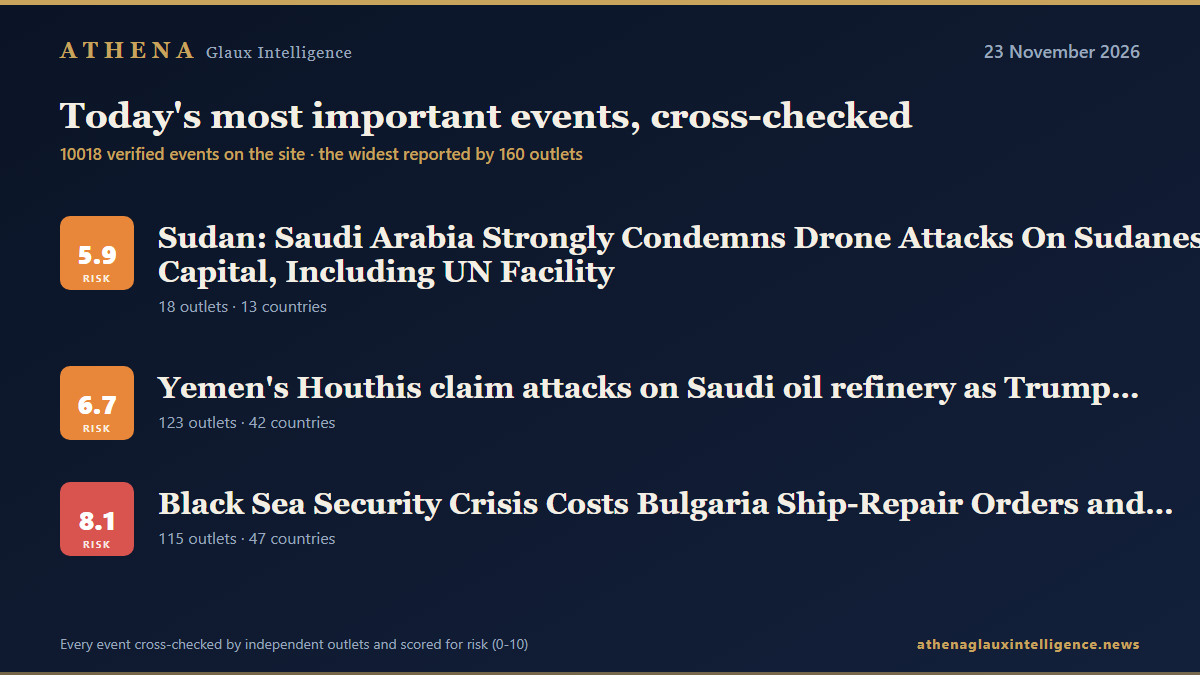 ATHENA Glaux Intelligence
23 November 2026
Today's most important events, cross-checked
10018 verified events on the site · the widest reported by 160 outlets
5.9
RISK
Sudan: Saudi Arabia Strongly Condemns Drone Attacks On Sudanes
Capital, Including UN Facility
18 outlets · 13 countries
6.7
RISK
Yemen's Houthis claim attacks on Saudi oil refinery as Trump...
123 outlets · 42 countries
8.1
RISK
Black Sea Security Crisis Costs Bulgaria Ship-Repair Orders and...
115 outlets · 47 countries
Every event cross-checked by independent outlets and scored for risk (0-10)
athenaglauxintelligence.news